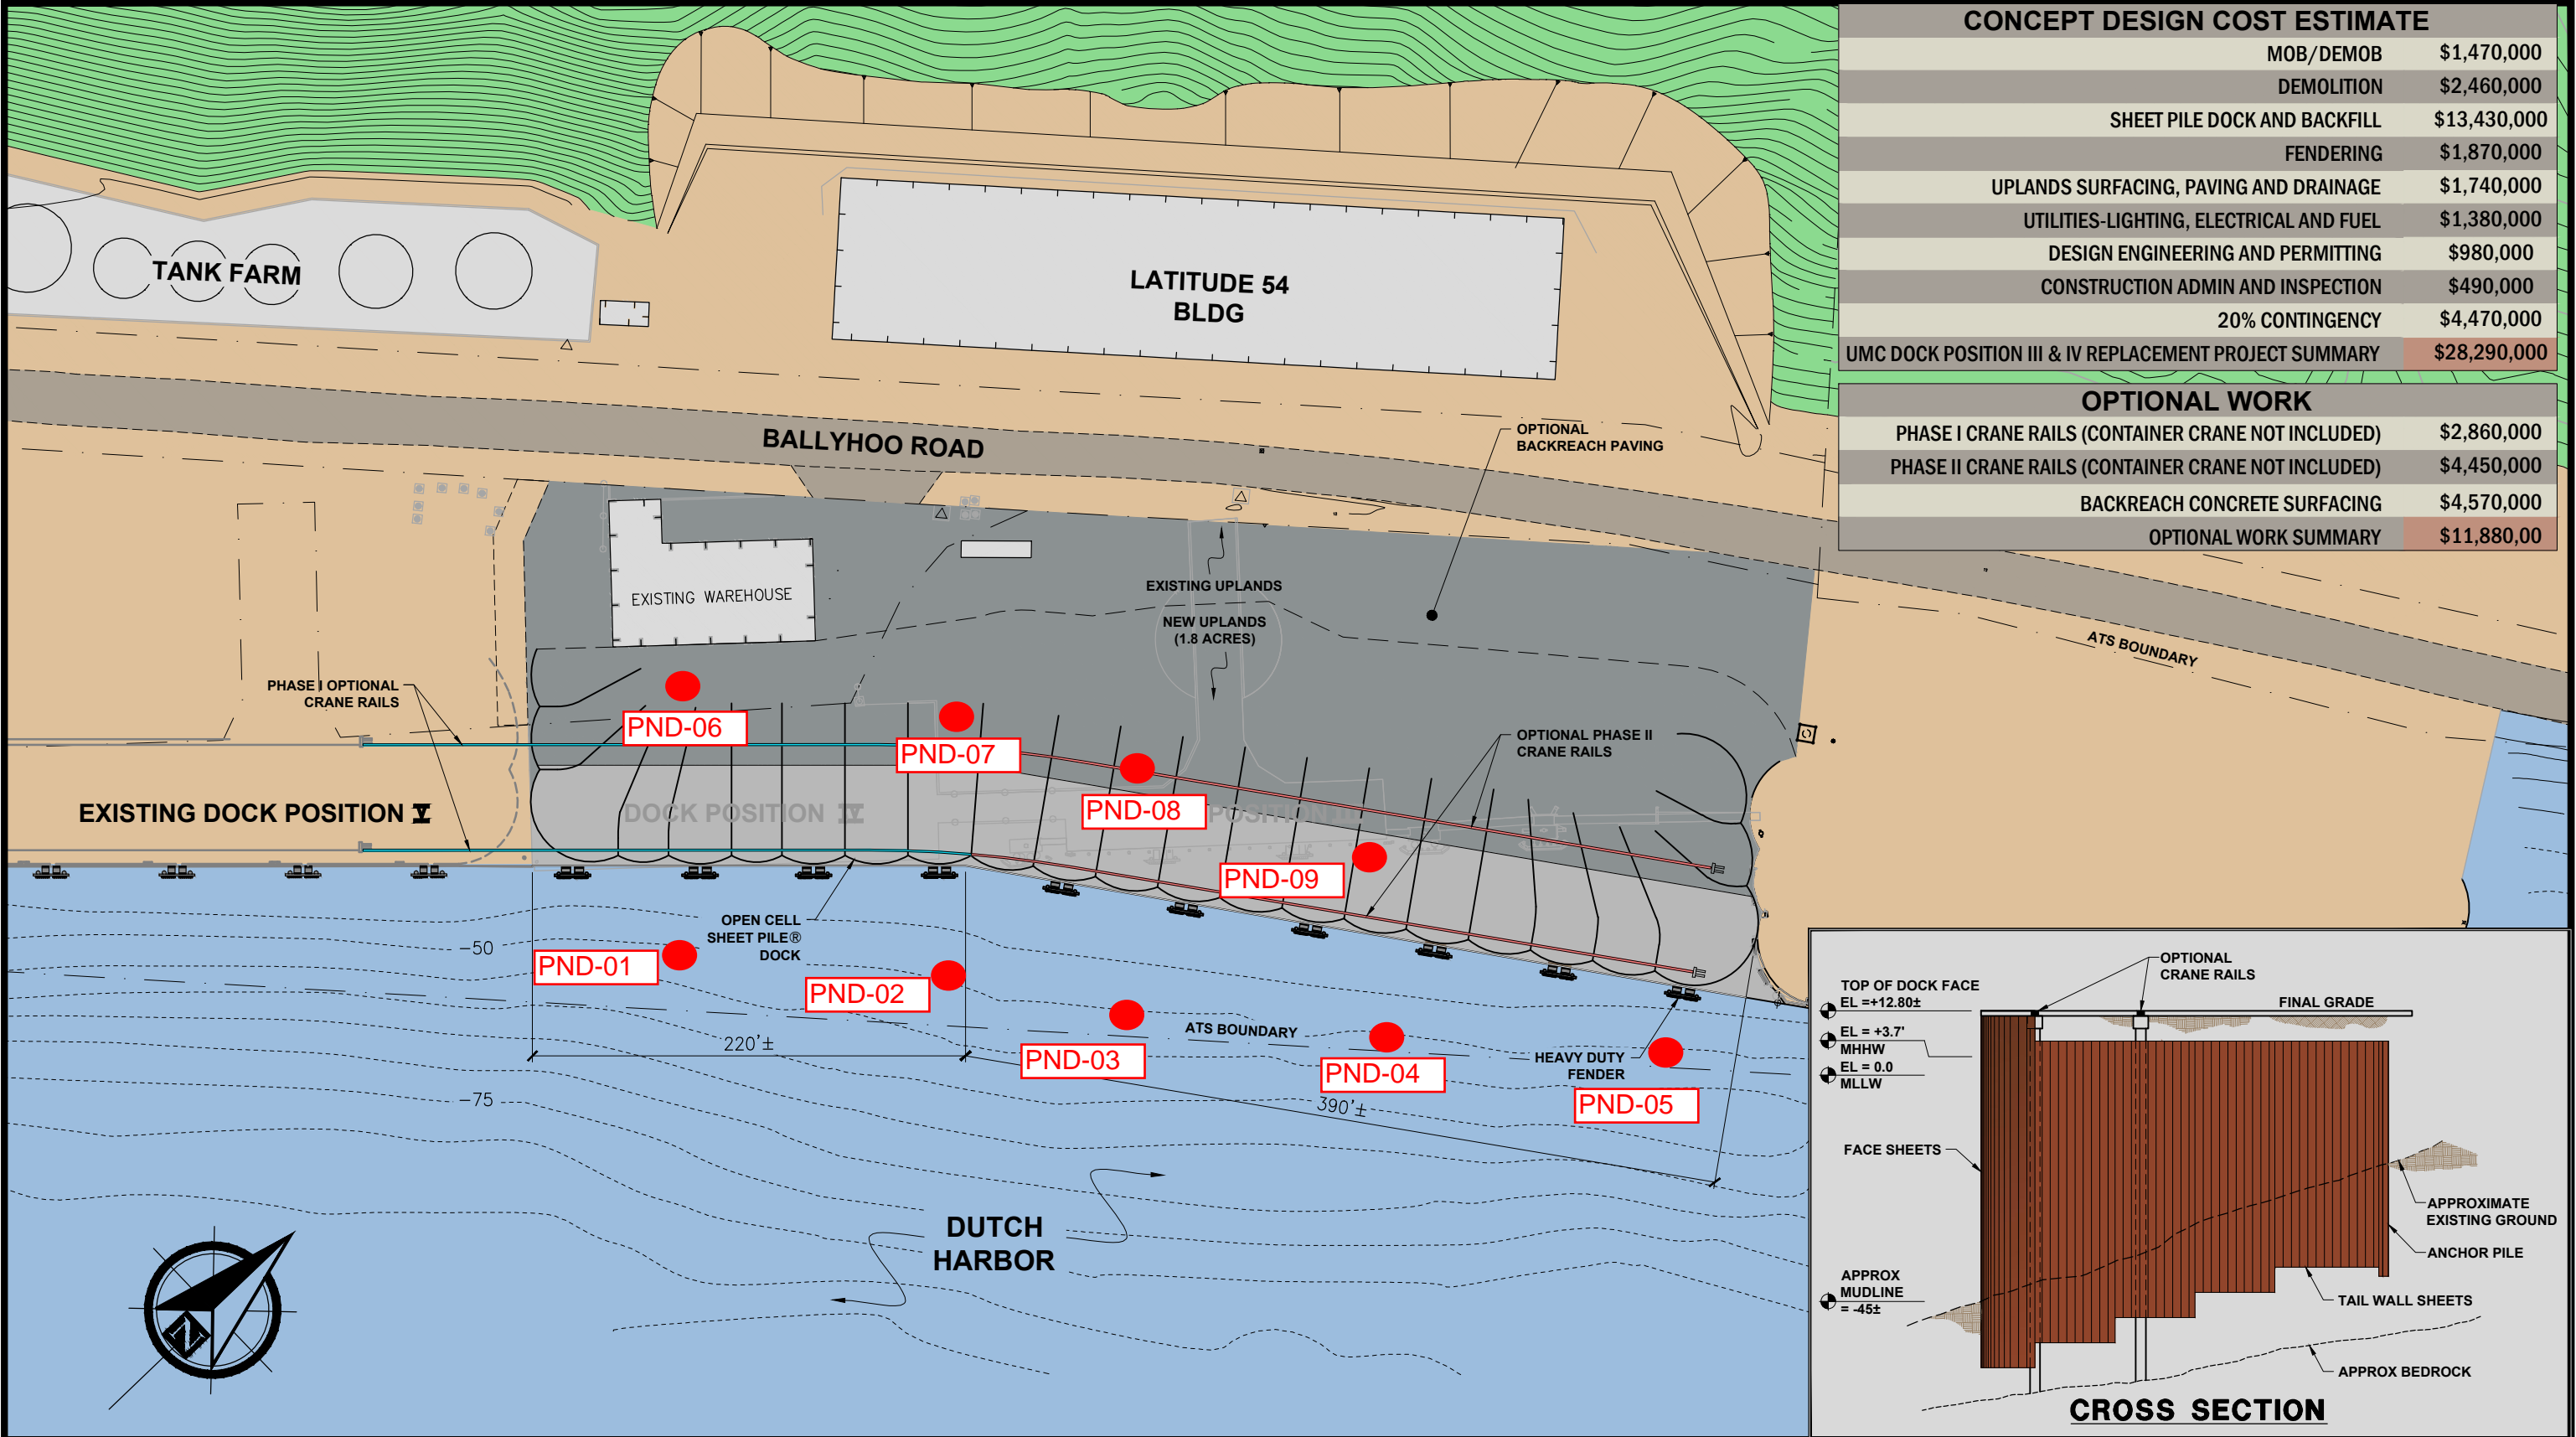 CONCEPT DESIGN COST ESTIMATE
MOB/DEMOB $1,470,000
DEMOLITION $2,460,000
SHEET PILE DOCK AND BACKFILL $13,430,000
FENDERING $1,870,000
UPLANDS SURFACING, PAVING AND DRAINAGE $1,740,000
UTILITIES-LIGHTING, ELECTRICAL AND FUEL $1,380,000
DESIGN ENGINEERING AND PERMITTING $980,000
CONSTRUCTION ADMIN AND INSPECTION $490,000
20% CONTINGENCY $4,470,000
UMC DOCK POSITION III & IV REPLACEMENT PROJECT SUMMARY $28,290,000
OPTIONAL WORK
PHASE I CRANE RAILS (CONTAINER CRANE NOT INCLUDED) $2,860,000
PHASE II CRANE RAILS (CONTAINER CRANE NOT INCLUDED) $4,450,000
BACKREACH CONCRETE SURFACING $4,570,000
OPTIONAL WORK SUMMARY $11,880,00
TANK FARM
LATITUDE 54
BLDG
BALLYHOO ROAD
OPTIONAL
BACKREACH PAVING
EXISTING WAREHOUSE
EXISTING UPLANDS
NEW UPLANDS
(1.8 ACRES)
ATS BOUNDARY
PHASE I OPTIONAL
CRANE RAILS
PND-06
PND-07
OPTIONAL PHASE II
CRANE RAILS
PND-08
EXISTING DOCK POSITION V
DOCK POSITION IV
POSITION III
PND-09
OPEN CELL
SHEET PILE®
DOCK
-50
PND-01
PND-02
PND-03
ATS BOUNDARY
PND-04
HEAVY DUTY
FENDER
PND-05
220'±
390'±
-75
DUTCH
HARBOR
N
OPTIONAL
CRANE RAILS
TOP OF DOCK FACE
EL =+12.80±
FINAL GRADE
EL = +3.7'
MHHW
EL = 0.0
MLLW
FACE SHEETS
APPROXIMATE
EXISTING GROUND
ANCHOR PILE
APPROX
MUDLINE
= -45±
TAIL WALL SHEETS
APPROX BEDROCK
CROSS SECTION